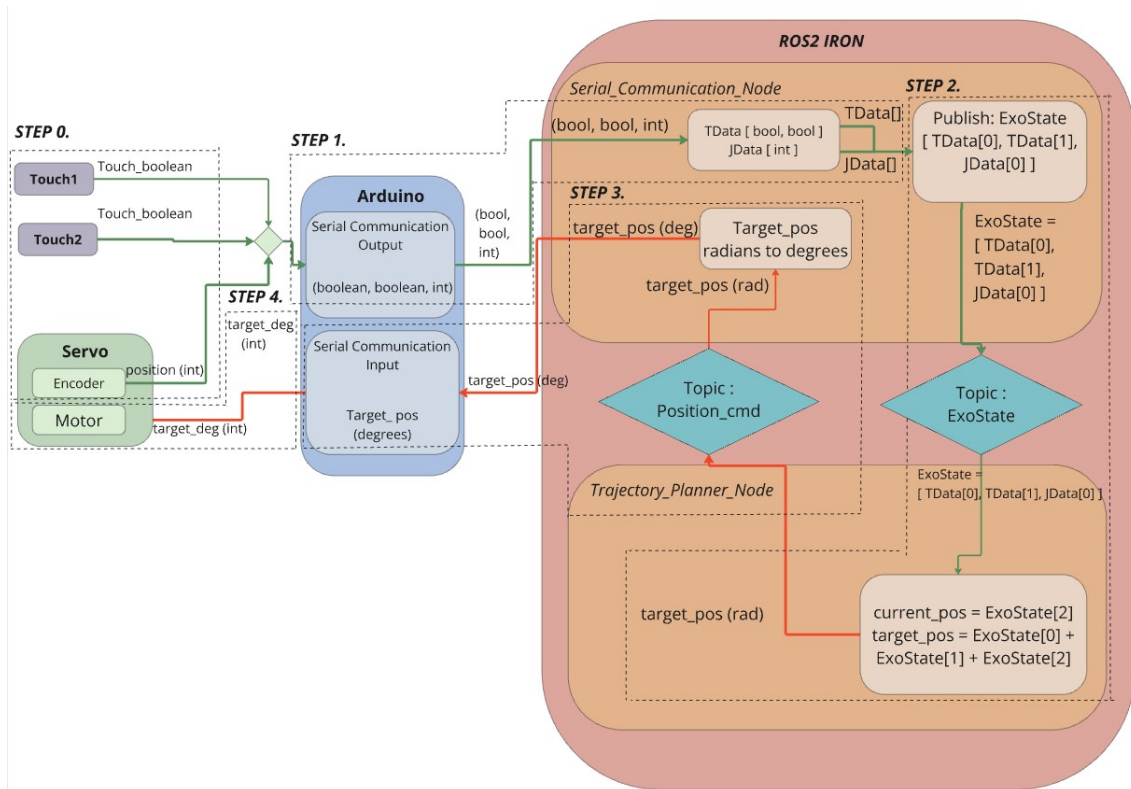 ROS2 IRON
Serial_Communication_Node
STEP 2.
STEP 0.
STEP 1.
Touch1
Touch_boolean
Touch2
Touch_boolean
Arduino
Serial Communication
Output
(boolean, boolean, int)
(bool,
bool,
int)
(bool, bool, int)
TData [ bool, bool ]
JData [ int ]
TData[]
JData[]
Publish: ExoState
[ TData[0], TData[1],
JData[0] ]
ExoState =
[ TData[0],
TData[1],
JData[0] ]
STEP 3.
target_pos (deg)
Target_pos
radians to degrees
target_pos (rad)
STEP 4.
target_deg
(int)
Servo
Encoder
position (int)
Motor
target_deg (int)
Serial Communication
Input
Target_pos
(degrees)
target_pos (deg)
Topic :
Position_cmd
Topic :
ExoState
ExoState =
[ TData[0], TData[1], JData[0] ]
Trajectory_Planner_Node
target_pos (rad)
current_pos = ExoState[2]
target_pos = ExoState[0] +
ExoState[1] + ExoState[2]